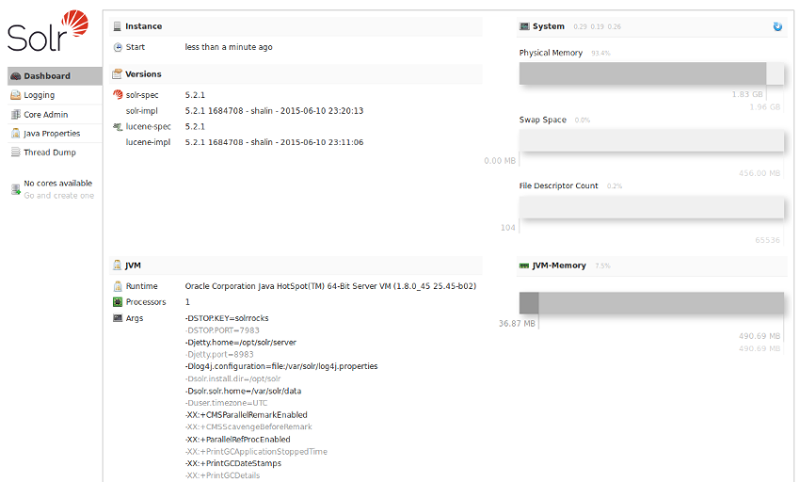 Solr
Dashboard
Logging
Core Admin
Java Properties
Thread Dump
No cores available
Go and create one
Instance
Start less than a minute ago
Versions
solr-spec 5.2.1
solr-impl 5.2.1 1684708 - shalin - 2015-06-10 23:20:13
lucene-spec 5.2.1
lucene-impl 5.2.1 1684708 - shalin - 2015-06-10 23:11:06
System 0.29 0.19 0.26
Physical Memory 93.4%
1.83 GB
1.96 GB
Swap Space 0.0%
0.00 MB
456.00 MB
File Descriptor Count 0.2%
104
65536
JVM
Runtime Oracle Corporation Java HotSpot(TM) 64-Bit Server VM (1.8.0_45 25.45-b02)
Processors 1
Args -DSTOP.KEY=solrrocks
-DSTOP.PORT=7983
-Djetty.home=/opt/solr/server
-Djetty.port=8983
-Dlog4j.configuration=file:/var/solr/log4j.properties
-Dsolr.install.dir=/opt/solr
-Dsolr.solr.home=/var/solr/data
-Duser.timezone=UTC
-XX:+CMSParallelRemarkEnabled
-XX:+CMSScavengeBeforeRemark
-XX:+ParallelRefProcEnabled
-XX:+PrintGCApplicationStoppedTime
-XX:+PrintGCDateStamps
-XX:+PrintGCDetails
JVM-Memory 7.5%
36.87 MB
490.69 MB
490.69 MB